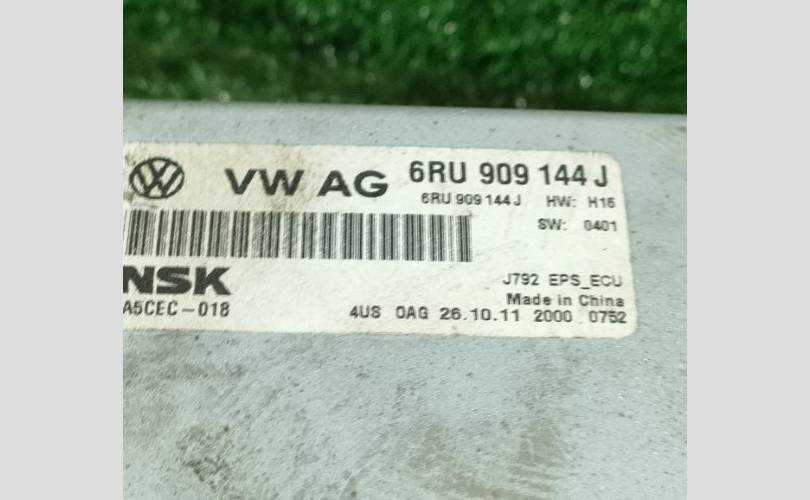 VW AG 6RU 909 144 J
6RU 909 144 J HW: H16
SW: 0401
NSK
A5CEC-018
J792 EPS_ECU
Made in China
4US 0AG 26.10.11 2000 0752